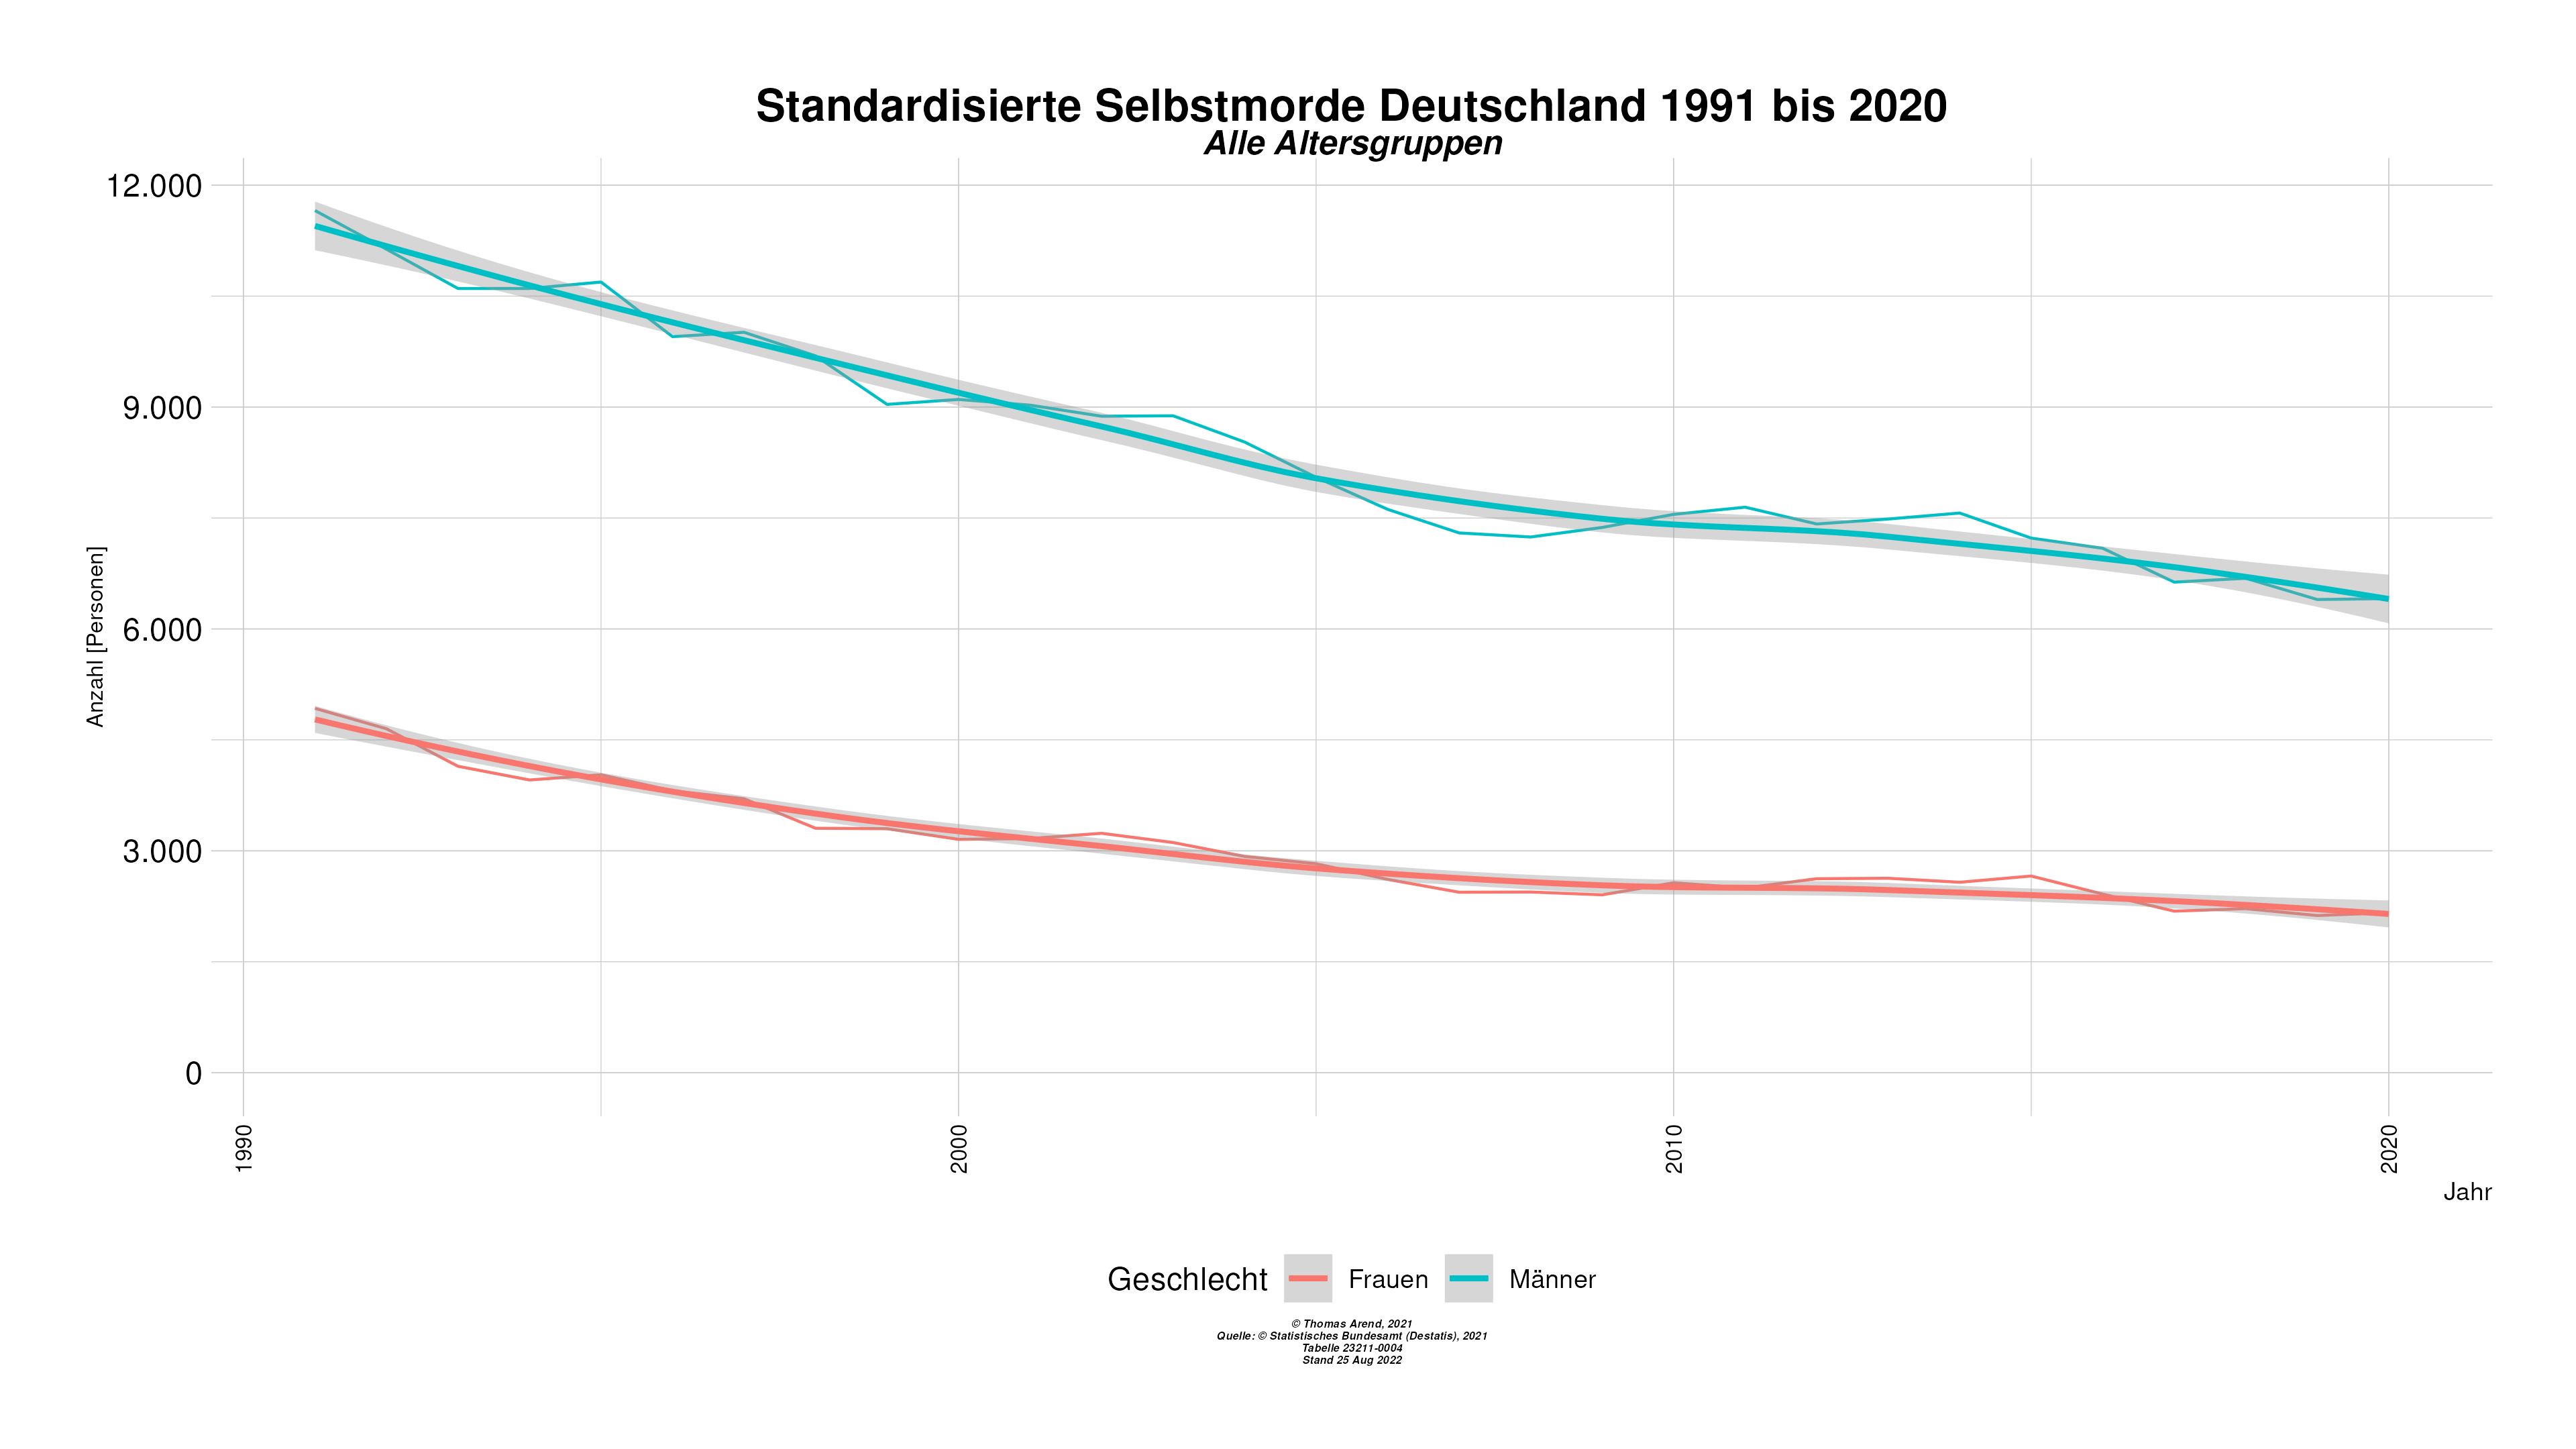 Standardisierte Selbstmorde Deutschland 1991 bis 2020
Alle Altersgruppen
12.000
9.000
6.000
3.000
0
Anzahl [Personen]
1990
2000
2010
2020
Jahr
Geschlecht Frauen Männer
© Thomas Arend, 2021
Quelle: © Statistisches Bundesamt (Destatis), 2021
Tabelle 23211-0004
Stand 25 Aug 2022